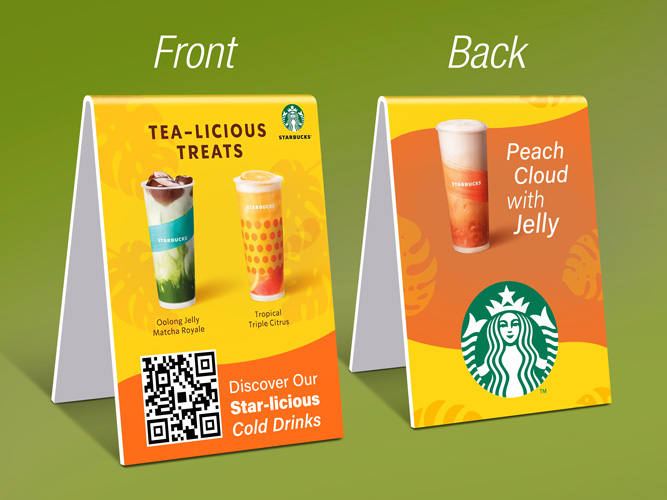 Front
Back
TEA-LICIOUS
TREATS
STARBUCKS®
STARBUCKS
STARBUCKS
Oolong Jelly
Matcha Royale
Tropical
Triple Citrus
Discover Our
Star-licious
Cold Drinks
STARBUCKS
Peach
Cloud
with
Jelly
TM